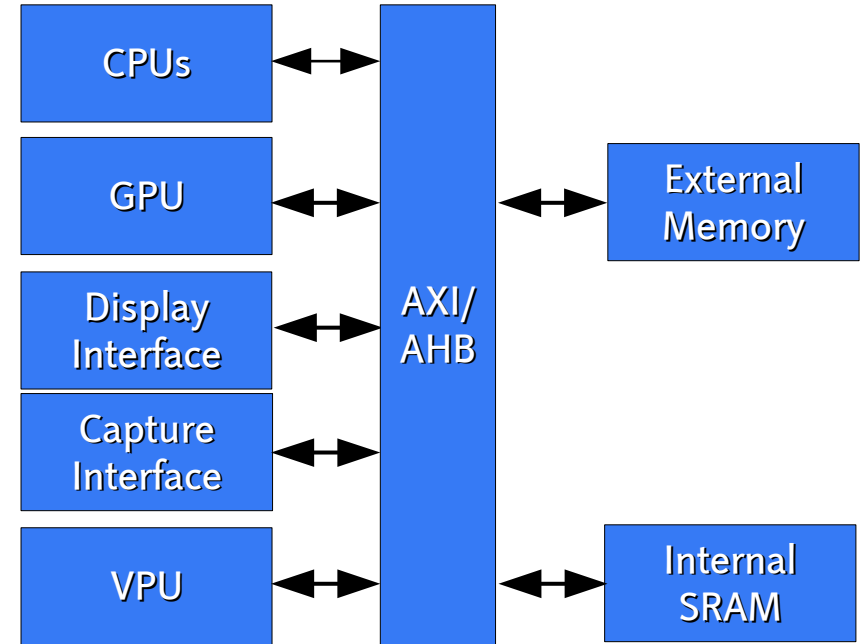 CPUs
GPU
Display
Interface
Capture
Interface
VPU
AXI/
AHB
External
Memory
Internal
SRAM